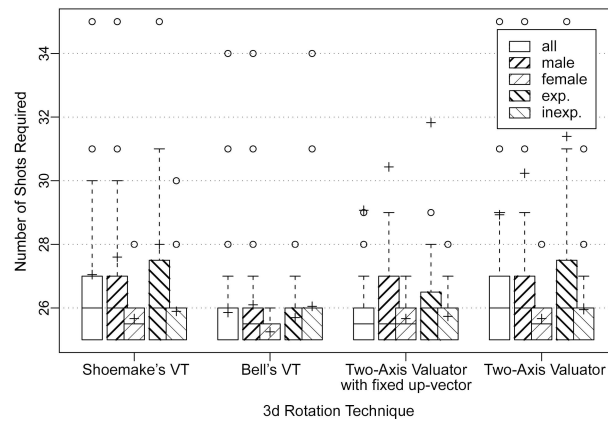 Number of Shots Required
34
32
30
28
26
all
male
female
exp.
inexp.
Shoemake's VT
Bell's VT
Two-Axis Valuator
with fixed up-vector
Two-Axis Valuator
3d Rotation Technique